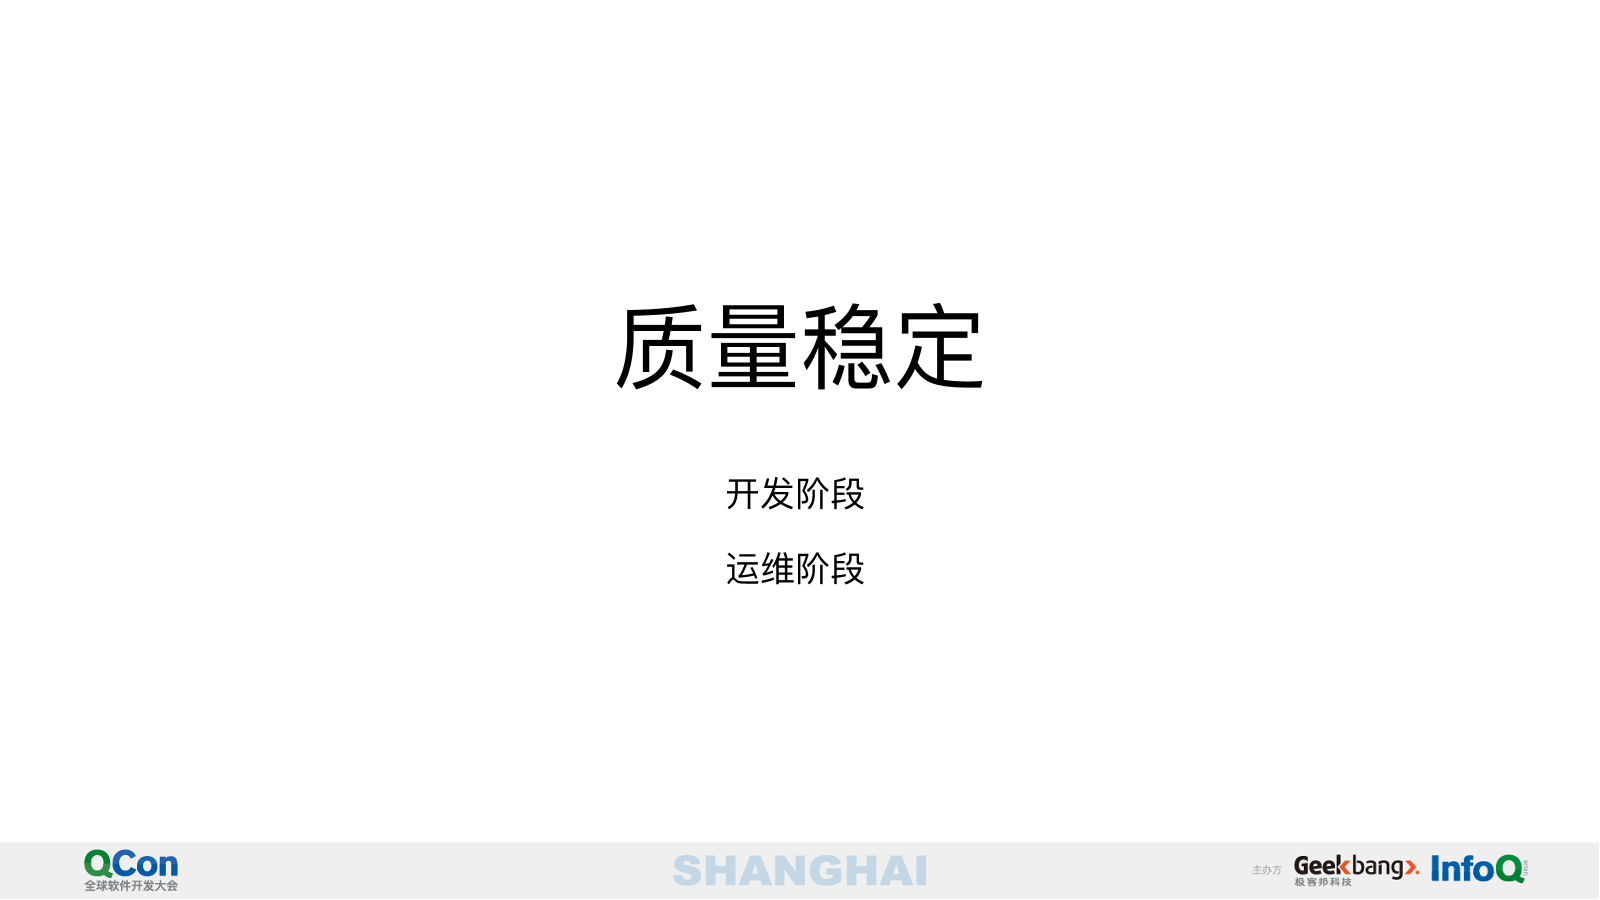 质量稳定
开发阶段
运维阶段
QCon
全球软件开发大会
SHANGHAI
主办方
Geekbang>.
极客邦科技
InfoQ